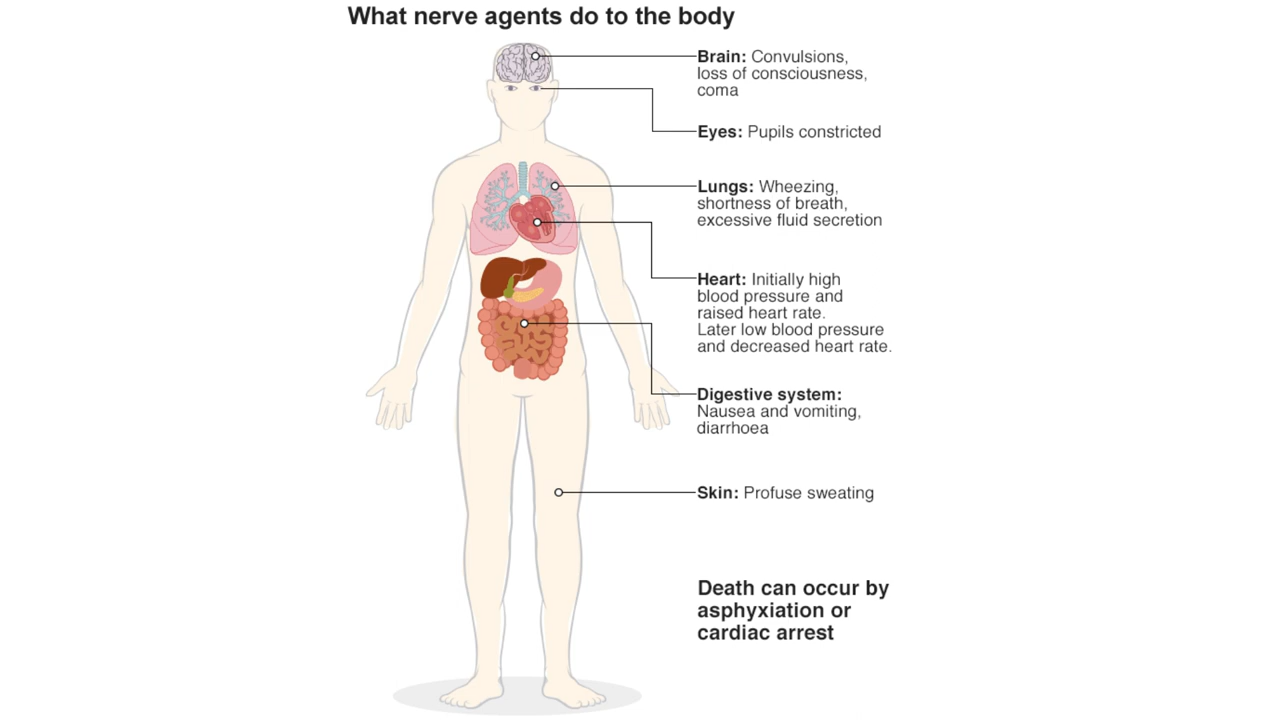 What nerve agents do to the body
Brain: Convulsions,
loss of consciousness,
coma
Eyes: Pupils constricted
Lungs: Wheezing,
shortness of breath,
excessive fluid secretion
Heart: Initially high
blood pressure and
raised heart rate.
Later low blood pressure
and decreased heart rate.
Digestive system:
Nausea and vomiting,
diarrhoea
Skin: Profuse sweating
Death can occur by
asphyxiation or
cardiac arrest